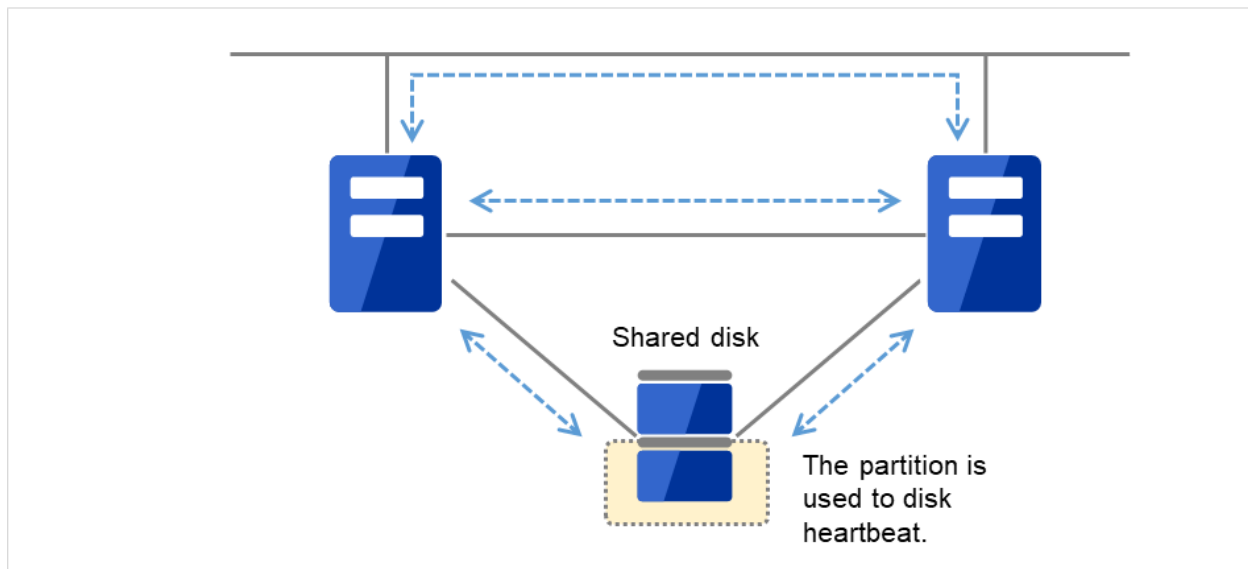 Shared disk
The partition is
used to disk
heartbeat.